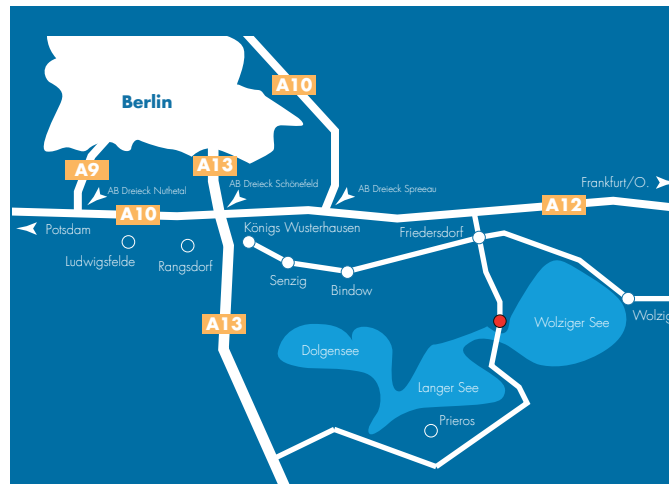 A10
Berlin
A9
A13
AB Dreieck Nuthetal
AB Dreieck Schönefeld
AB Dreieck Spreeau
Frankfurt/O.
A10
A12
Potsdam
Königs Wusterhausen
Friedersdorf
Ludwigsfelde
Rangsdorf
Senzig
Bindow
Wolzig
A13
Wolziger See
Dolgensee
Langer See
Prieros